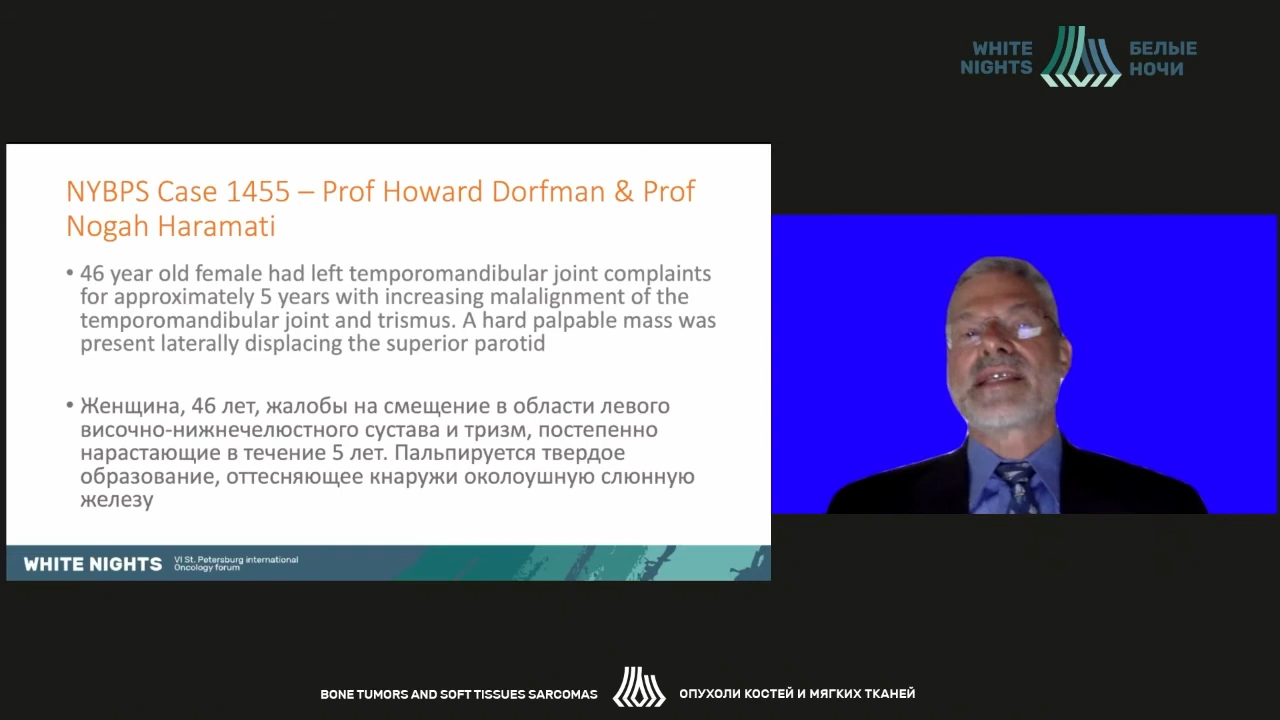 WHITE
NIGHTS
БЕЛЫЕ
НОЧИ
NYBPS Case 1455 – Prof Howard Dorfman & Prof
Nogah Haramati
• 46 year old female had left temporomandibular joint complaints
for approximately 5 years with increasing malalignment of the
temporomandibular joint and trismus. A hard palpable mass was
present laterally displacing the superior parotid
• Женщина, 46 лет, жалобы на смещение в области левого
височно-нижнечелюстного сустава и тризм, постепенно
нарастающие в течение 5 лет. Пальпируется твердое
образование, оттесняющее кнаружи околоушную слюнную
железу
WHITE NIGHTS
VI St. Petersburg international
Oncology forum
BONE TUMORS AND SOFT TISSUES SARCOMAS
ОПУХОЛИ КОСТЕЙ И МЯГКИХ ТКАНЕЙ